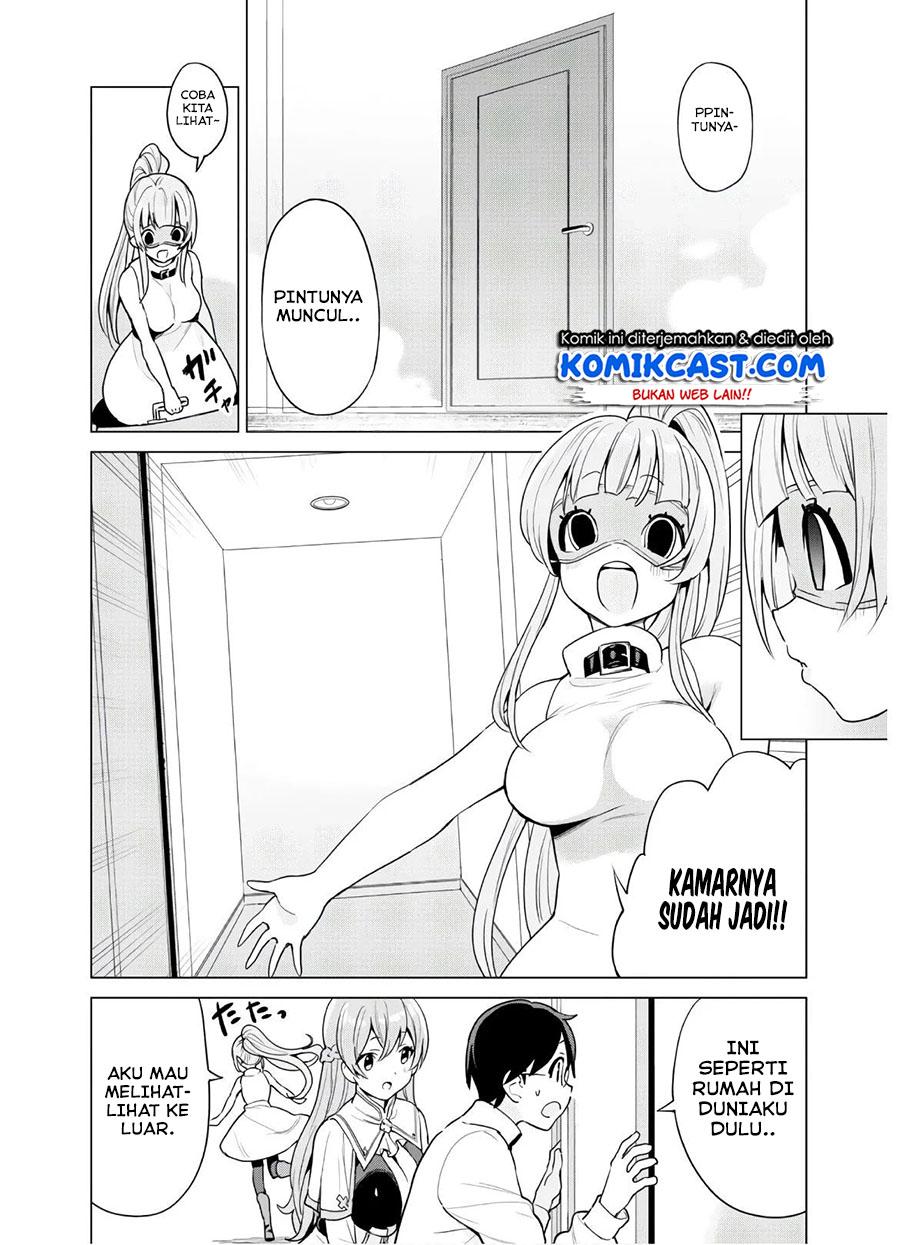 PPIN-
TUNYA-
PINTUNYA
MUNCUL..
COBA
KITA
LIHAT~
ガチャ
Komik ini diterjemahkan & diedit oleh
KOMIKCAST.COM
BUKAN WEB LAIN!!
KAMARNYA
SUDAH JADI!!
INI
SEPERTI
RUMAH DI
DUNIAKU
DULU..
たたっ
AKU MAU
MELIHAT-
LIHAT KE
LUAR.